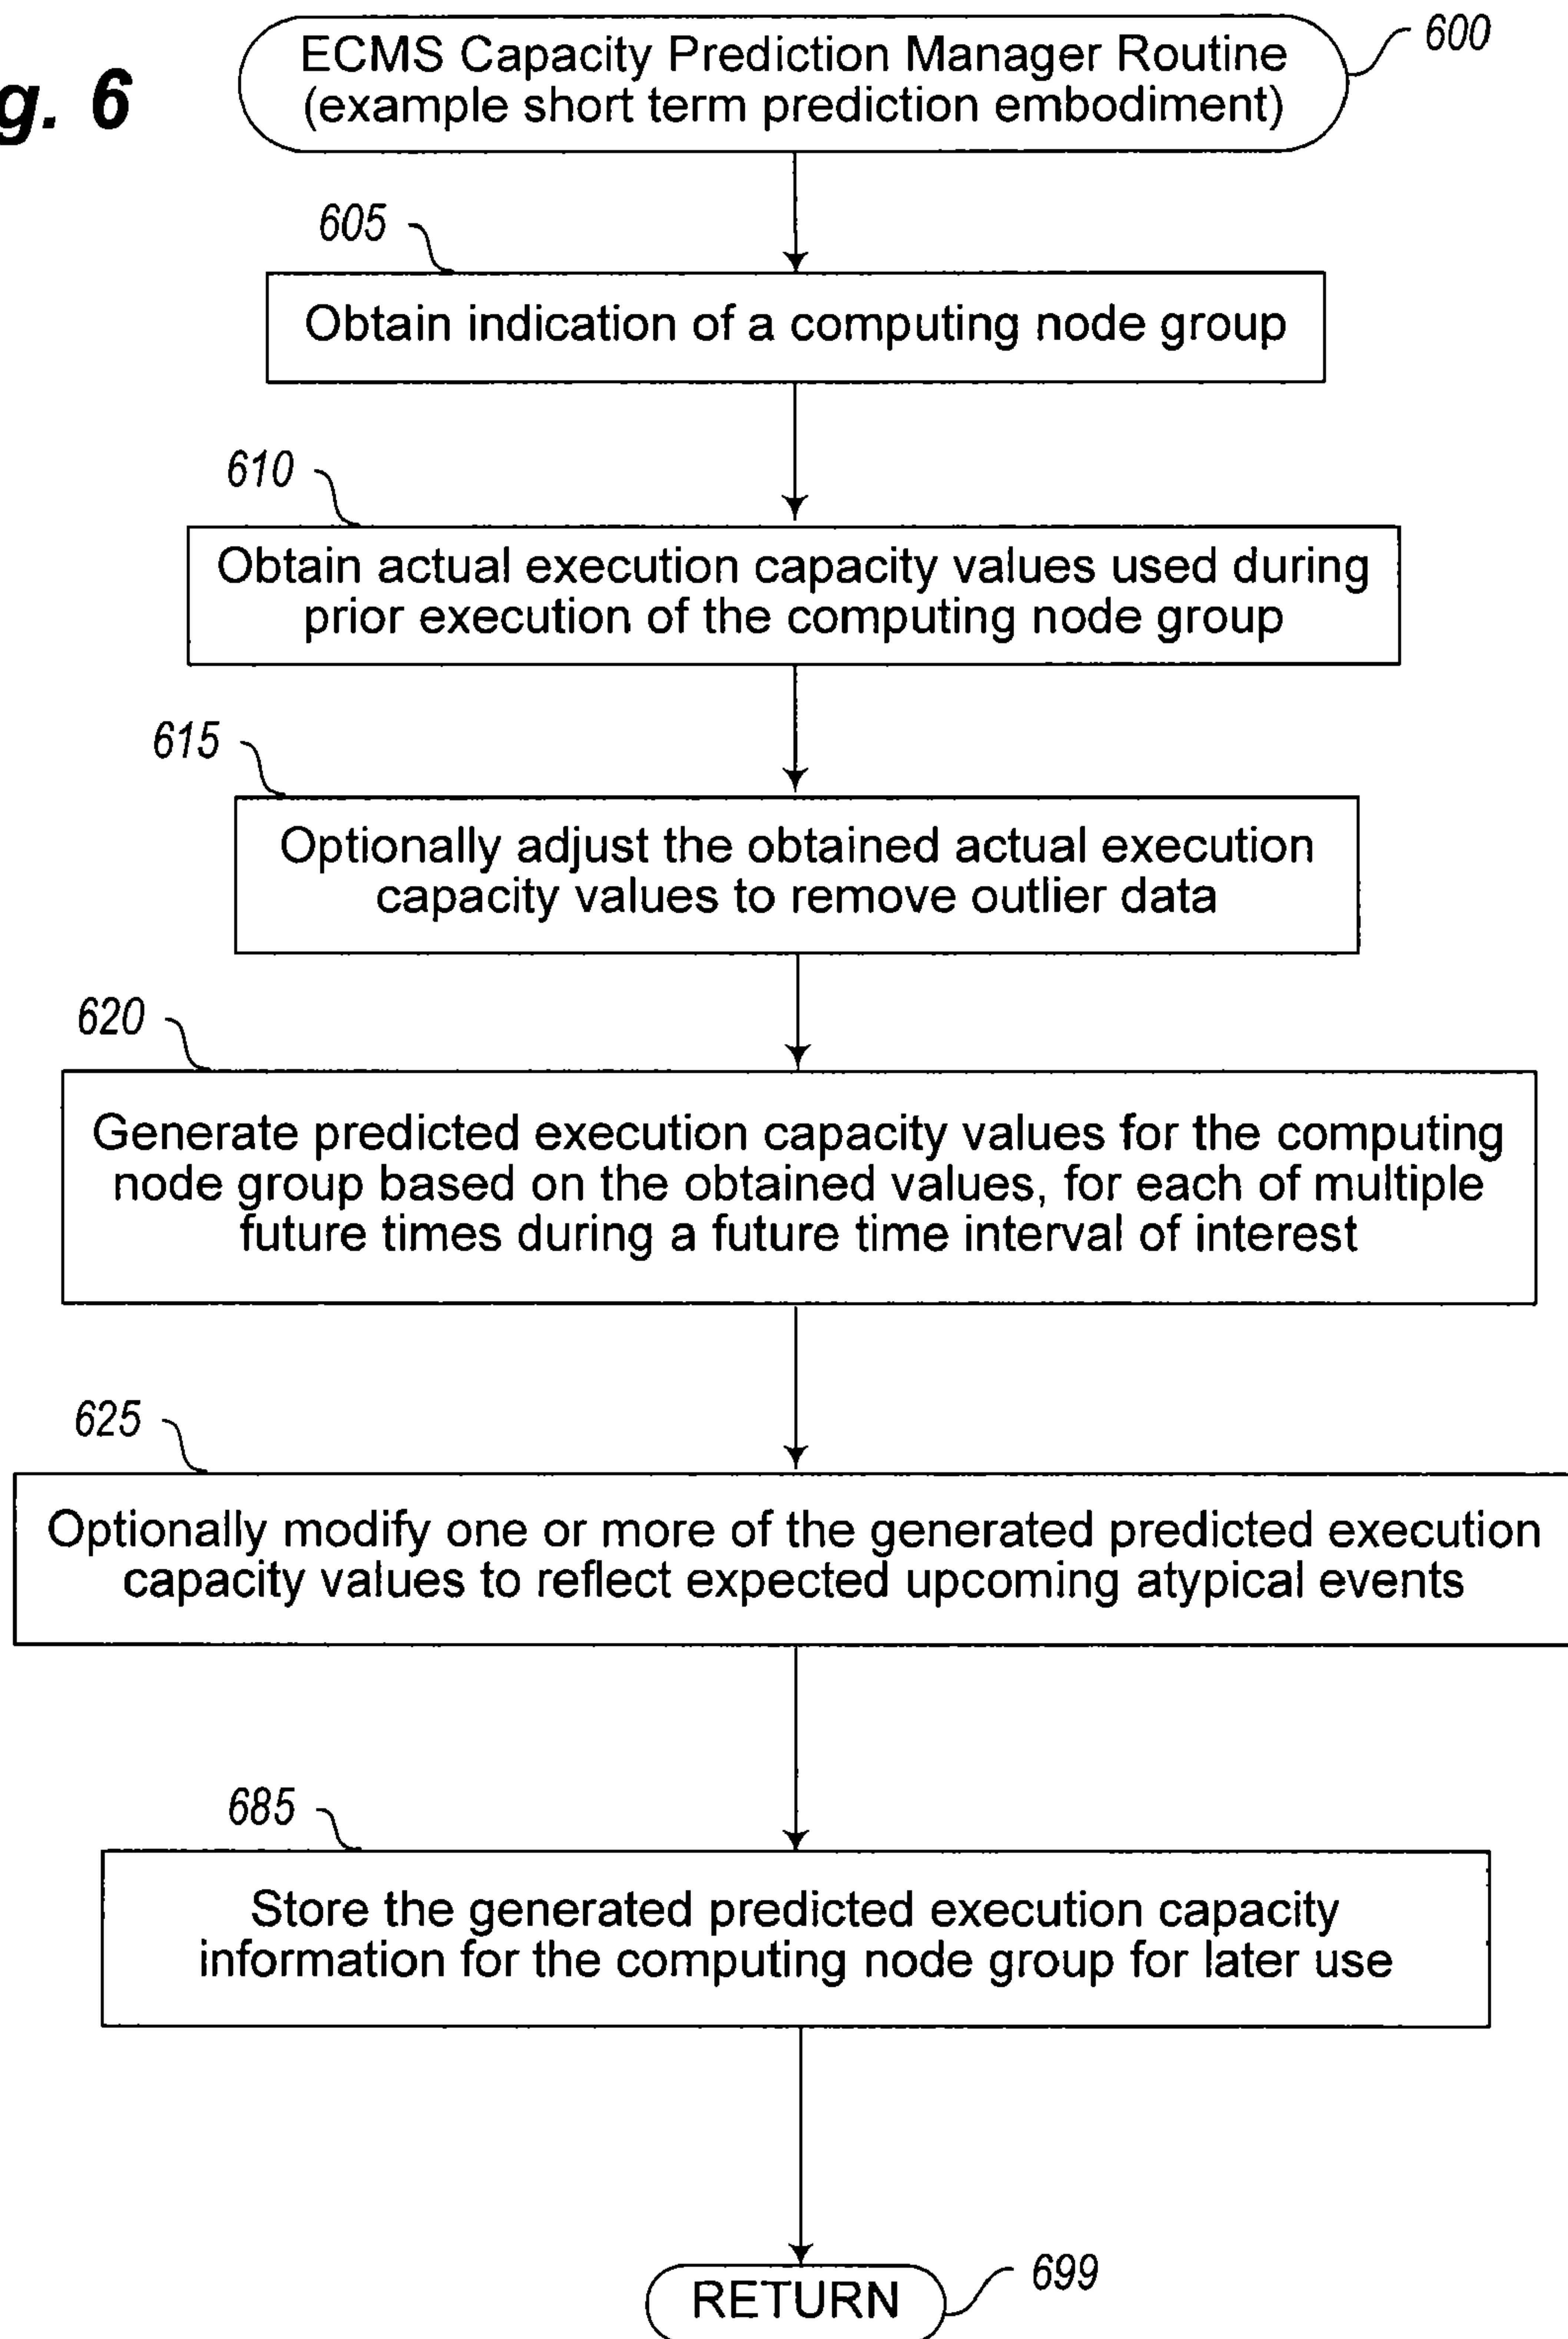 g. 6
ECMS Capacity Prediction Manager Routine
(example short term prediction embodiment)
600
605
Obtain indication of a computing node group
610
Obtain actual execution capacity values used during
prior execution of the computing node group
615
Optionally adjust the obtained actual execution
capacity values to remove outlier data
620
Generate predicted execution capacity values for the computing
node group based on the obtained values, for each of multiple
future times during a future time interval of interest
625
Optionally modify one or more of the generated predicted execution
capacity values to reflect expected upcoming atypical events
685
Store the generated predicted execution capacity
information for the computing node group for later use
RETURN
699